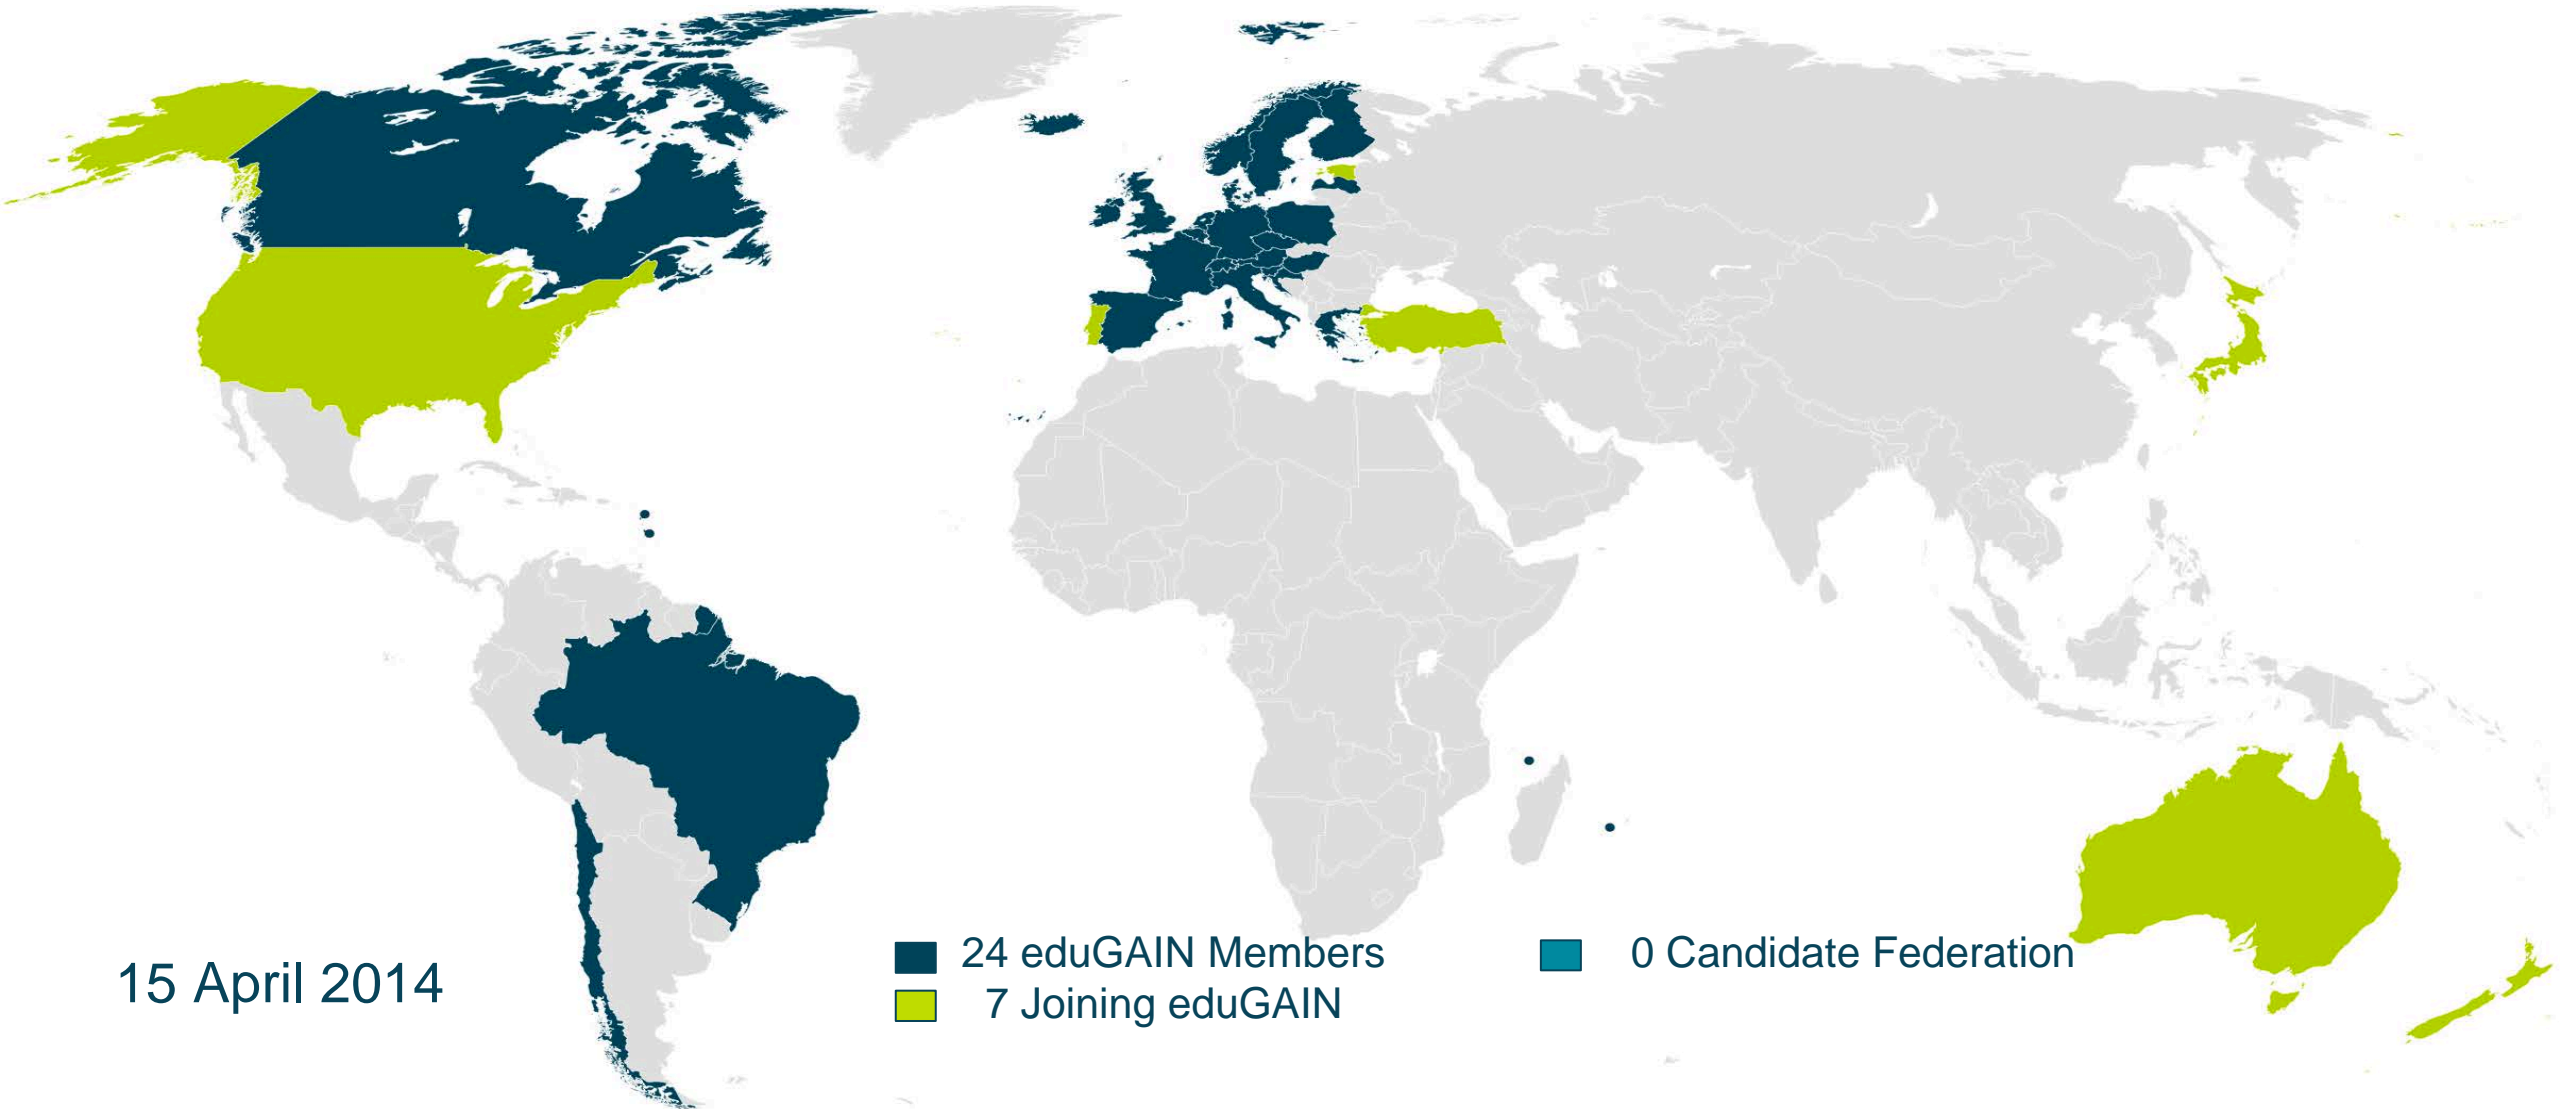 24 eduGAIN Members
0 Candidate Federation
15 April 2014
7 Joining eduGAIN